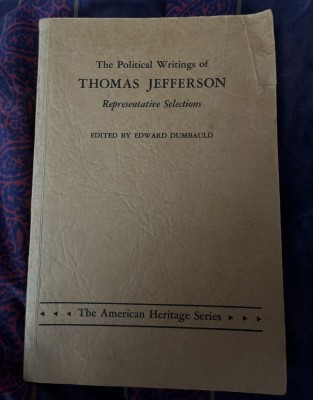 The Political Writings of
THOMAS JEFFERSON
Representative Selections
EDITED BY EDWARD DUMBAULD
The American Heritage Series